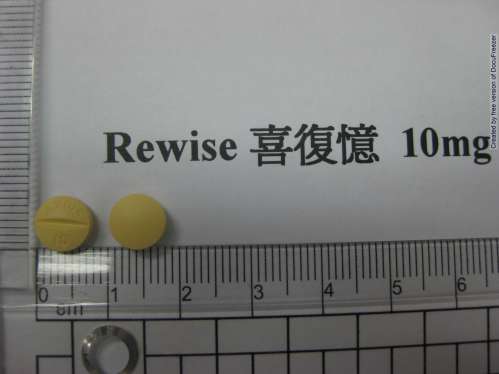 Rewise 喜復憶 10mg
Created by free version of DocuFreezer
0 1 2 3 4 5 6
cm